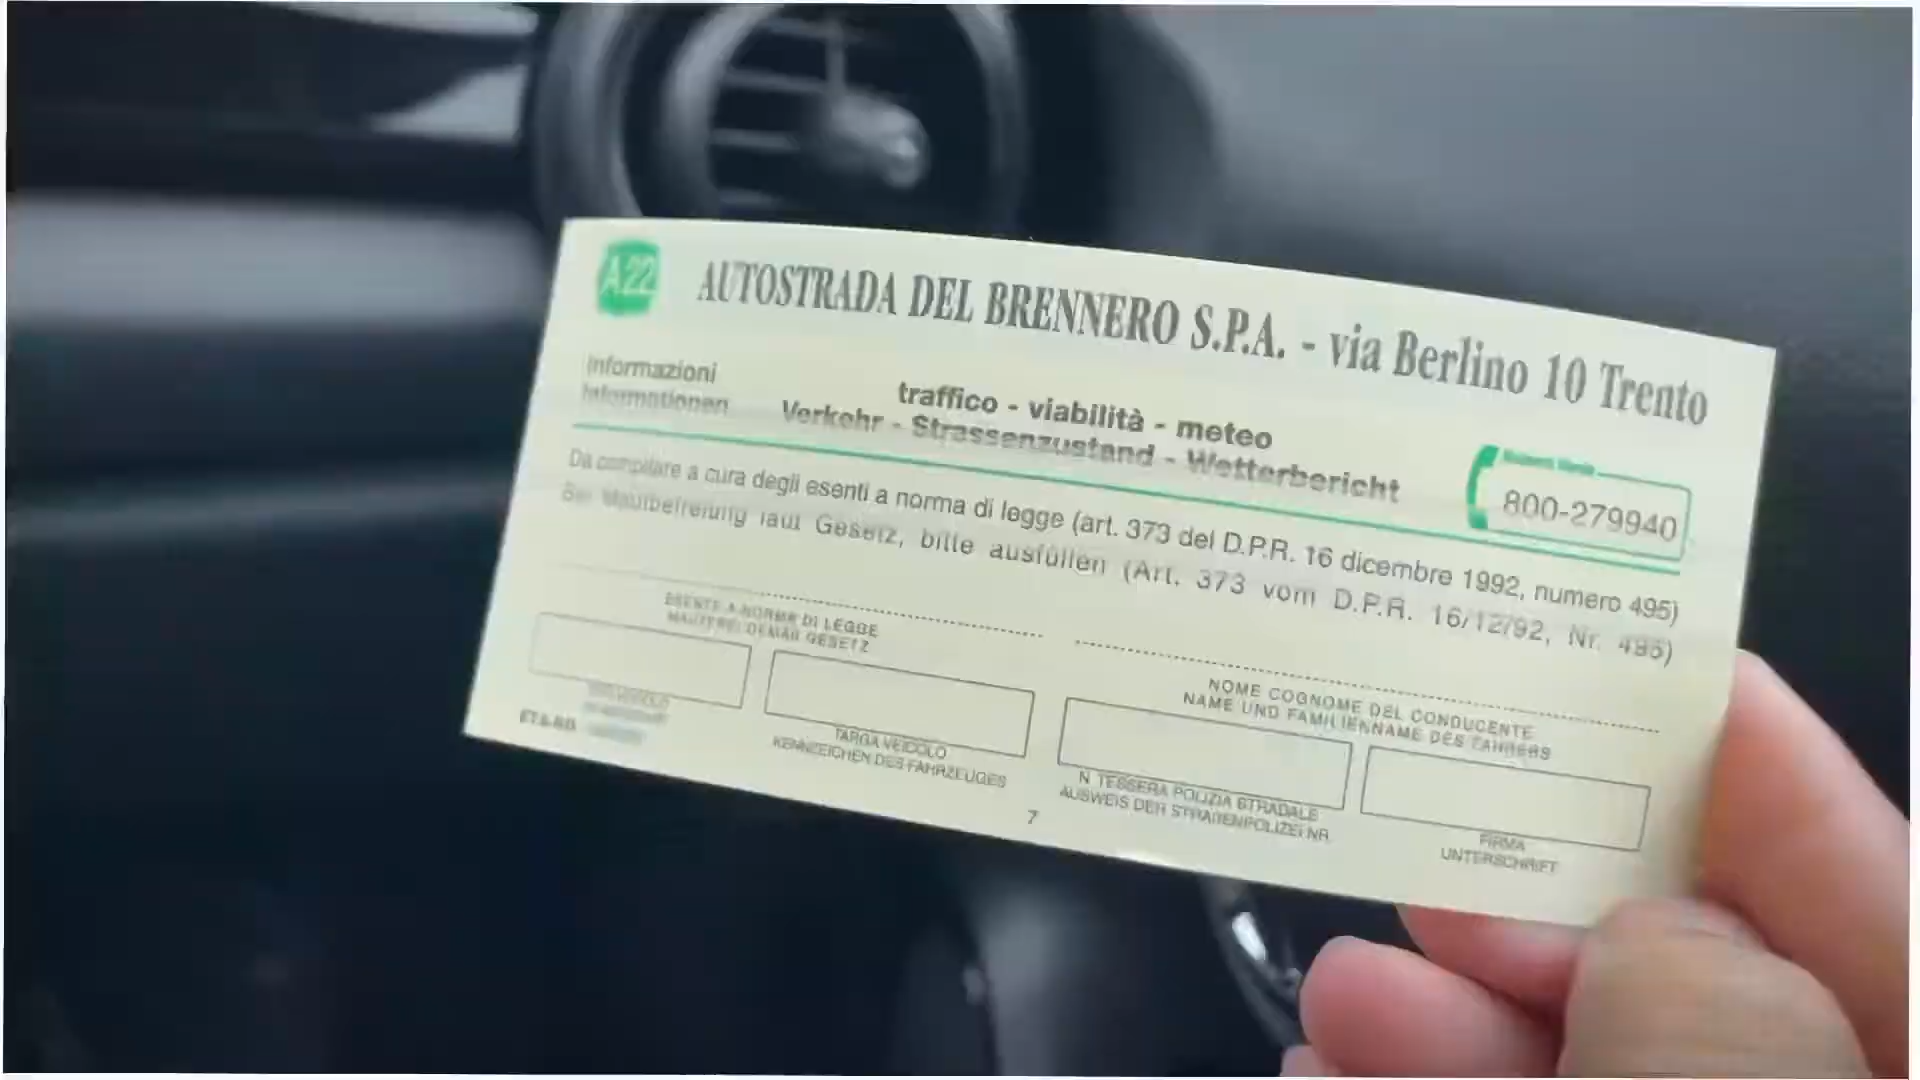 A22
AUTOSTRADA DEL BRENNERO S.P.A. - via Berlino 10 Trento
Informazioni
Informationen
traffico - viabilità - meteo
Verkehr - Strassenzustand - Wetterbericht
800-279940
Da compilare a cura degli esenti a norma di legge (art. 373 del D.P.R. 16 dicembre 1992, numero 495)
Bei Mautbefreiung laut Gesetz, bitte ausfüllen (Art. 373 vom D.P.R. 16/12/92, Nr. 495)
ESENTE A NORMA DI LEGGE
GESETZ
NOME COGNOME DEL CONDUCENTE
NAME UND FAMILIENNAME DES FAHRERS
TARGA VEICOLO
KENNZEICHEN DES FAHRZEUGES
N. TESSERA POLIZIA STRADALE
AUSWEIS DER STRAßENPOLIZEI NR.
FIRMA
UNTERSCHRIFT
7